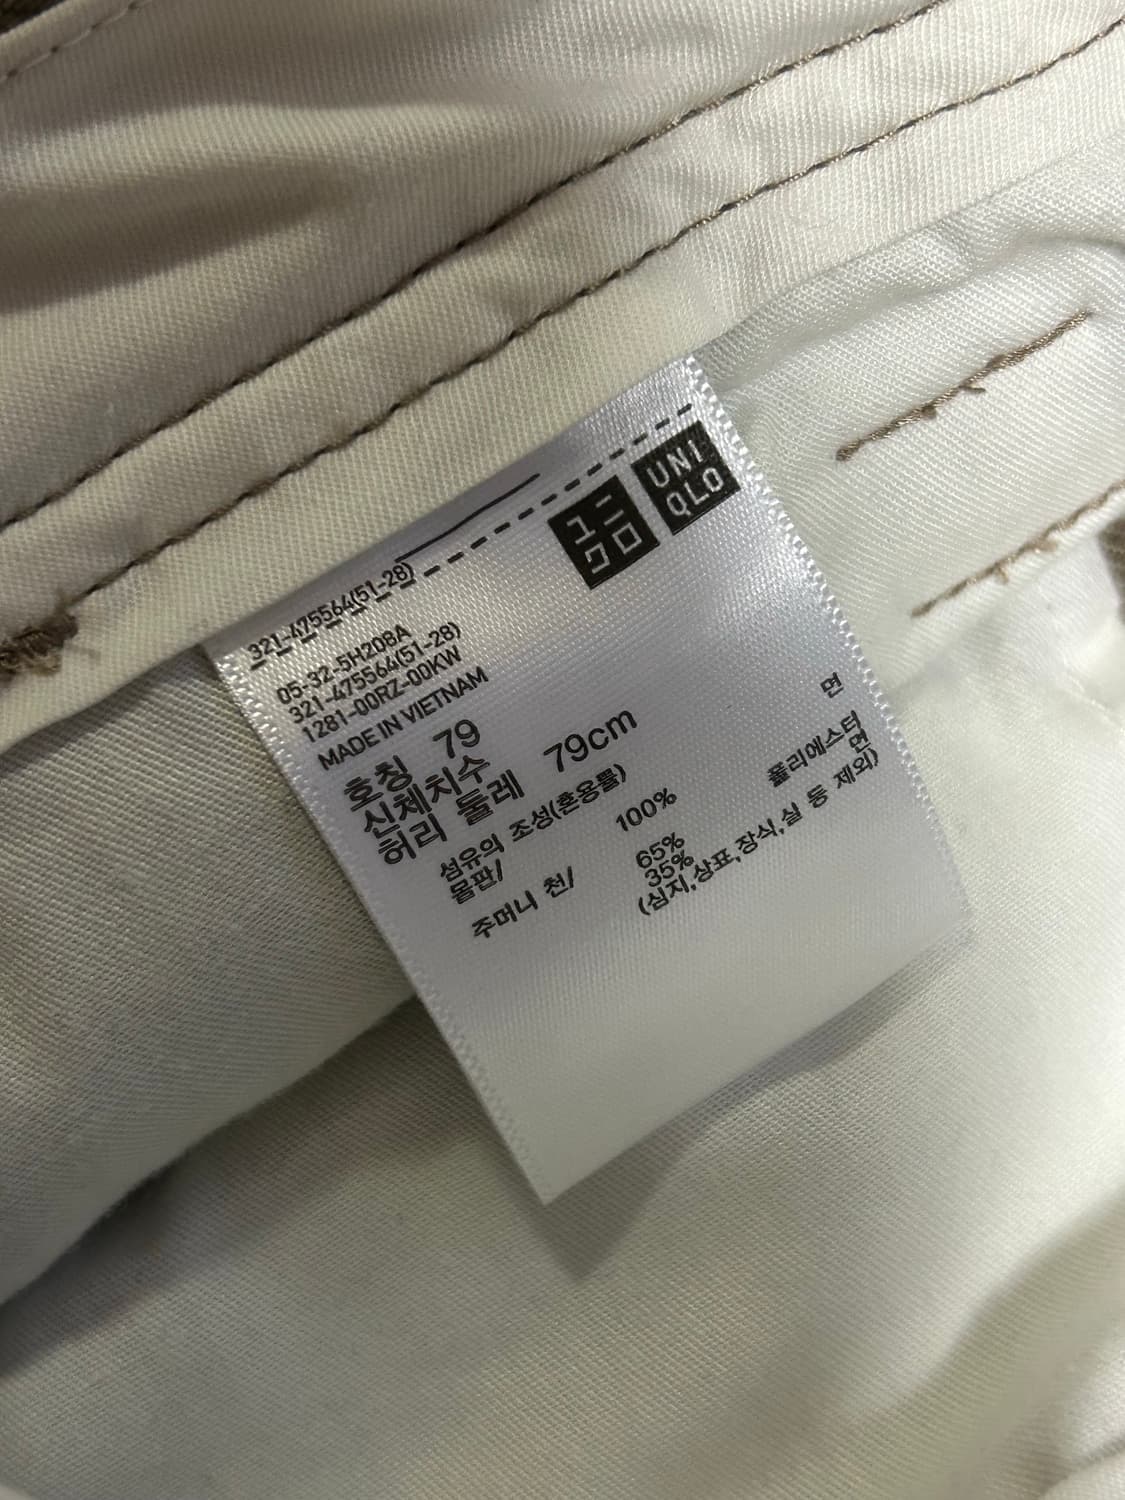 ユニ
クロ
UNI
QLO
321-475564(51-28)
05-32-5H208A
321-475564(51-28)
1281-00RZ-00KW
MADE IN VIETNAM
호칭 79
신체치수
허리 둘레 79cm
섬유의 조성(혼용률)
몸판/ 100% 면
주머니 천/ 65% 폴리에스터
35% 면
(심지,상표,장식,실 등 제외)